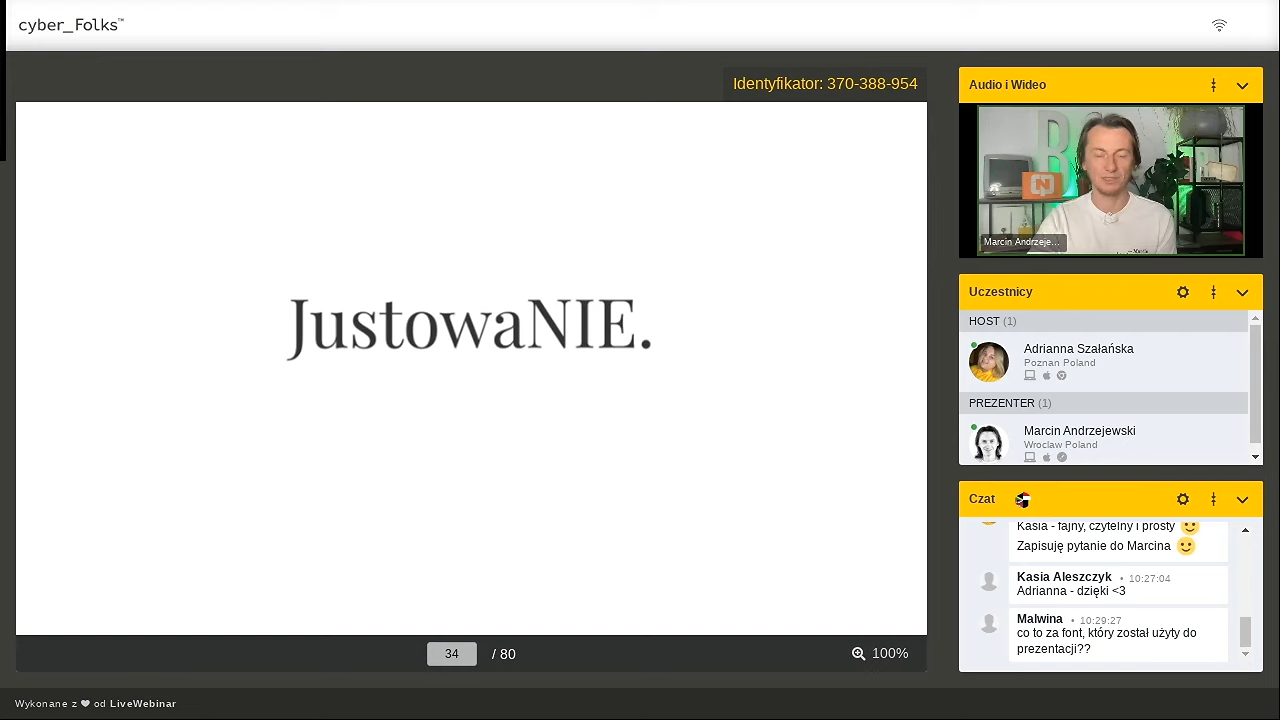 cyber_Folks™
Identyfikator: 370-388-954
JustowaNIE.
34 / 80
100%
Wykonane z od LiveWebinar
Audio i Wideo
Marcin Andrzeje...
Uczestnicy
HOST (1)
Adrianna Szałańska
Poznan Poland
PREZENTER (1)
Marcin Andrzejewski
Wroclaw Poland
Czat
Kasia - fajny, czytelny i prosty
Zapisuję pytanie do Marcina
Kasia Aleszczyk • 10:27:04
Adrianna - dzięki <3
Malwina • 10:29:27
co to za font, który został użyty do
prezentacji??